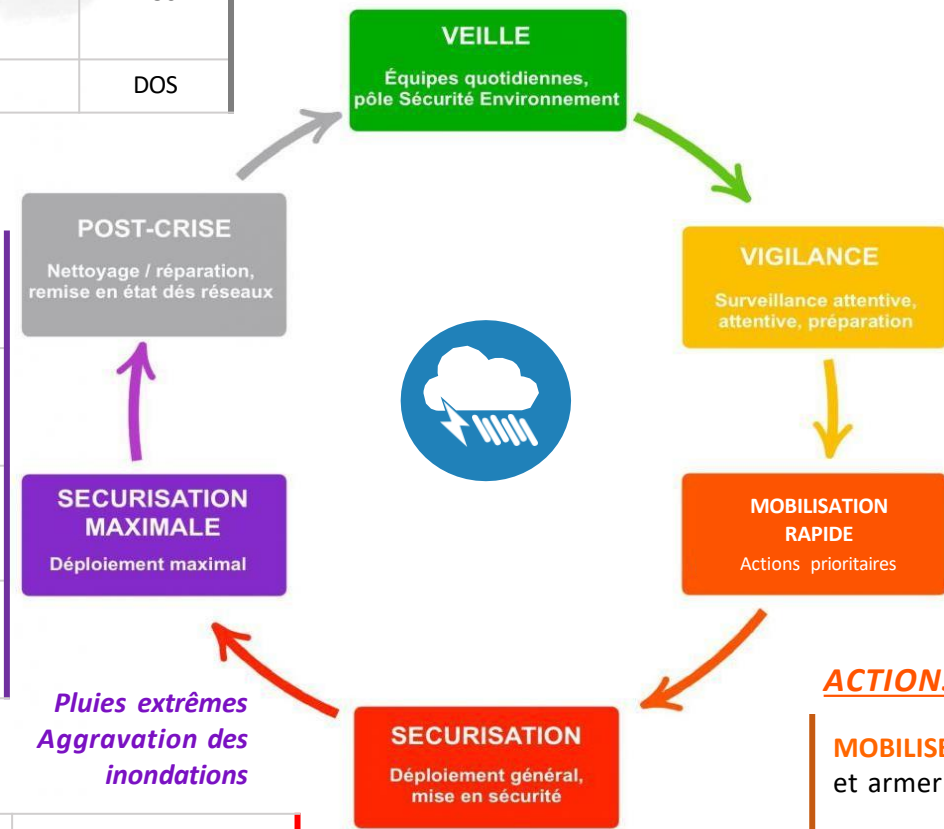 DOS
VEILLE
Équipes quotidiennes,
pôle Sécurité Environnement
VIGILANCE
Surveillance attentive,
attentive, préparation
MOBILISATION
RAPIDE
Actions prioritaires
SECURISATION
Déploiement général,
mise en sécurité
SECURISATION
MAXIMALE
Déploiement maximal
POST-CRISE
Nettoyage / réparation,
remise en état dés réseaux
Pluies extrêmes
Aggravation des
inondations
ACTION
MOBILISE
et armer